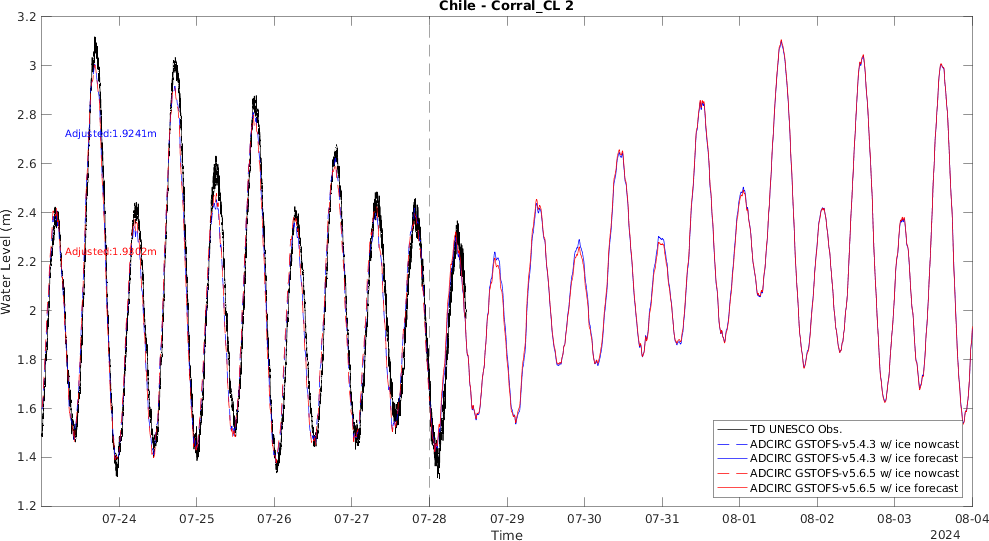 Chile - Corral_CL 2
3.2
3
2.8
2.6
2.4
2.2
2
1.8
1.6
1.4
1.2
Water Level (m)
Adjusted:1.9241m
Adjusted:1.9302m
TD UNESCO Obs.
ADCIRC GSTOFS-v5.4.3 w/ ice nowcast
ADCIRC GSTOFS-v5.4.3 w/ ice forecast
ADCIRC GSTOFS-v5.6.5 w/ ice nowcast
ADCIRC GSTOFS-v5.6.5 w/ ice forecast
07-24 07-25 07-26 07-27 07-28 07-29 07-30 07-31 08-01 08-02 08-03 08-04
Time
2024